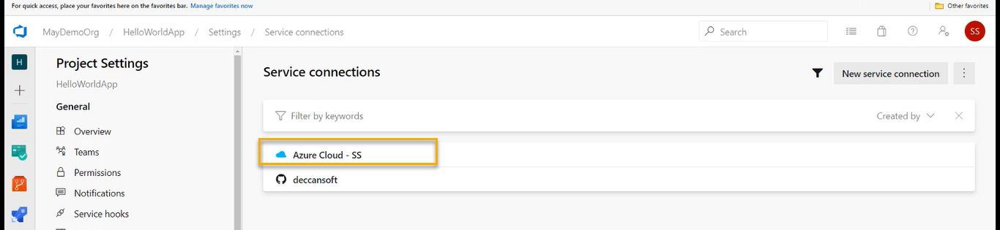 For quick access, place your favorites here on the favorites bar. Manage favorites now
Other favorites
MayDemoOrg / HelloWorldApp / Settings / Service connections
Search
SS
H
Project Settings
HelloWorldApp
General
Overview
Teams
Permissions
Notifications
Service hooks
Service connections
New service connection
Filter by keywords
Created by
Azure Cloud - SS
deccansoft